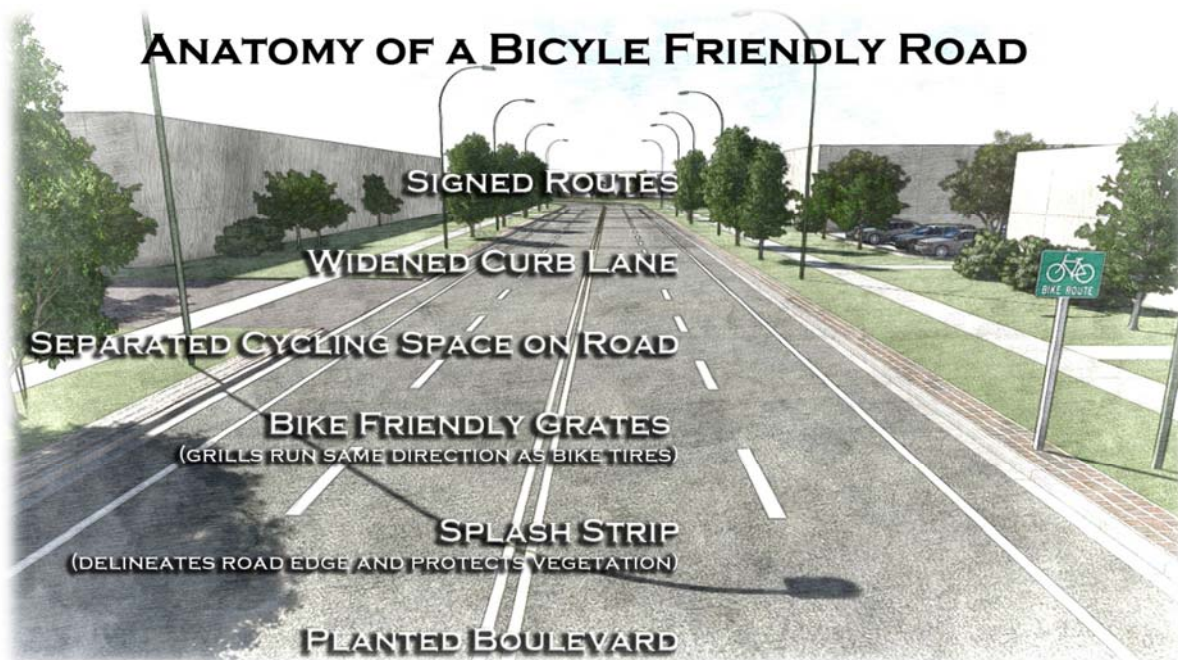 ANATOMY OF A BICYLE FRIENDLY ROAD
SIGNED ROUTES
WIDENED CURB LANE
BIKE ROUTE
SEPARATED CYCLING SPACE ON ROAD
BIKE FRIENDLY GRATES
(GRILLS RUN SAME DIRECTION AS BIKE TIRES)
SPLASH STRIP
(DELINEATES ROAD EDGE AND PROTECTS VEGETATION)
PLANTED BOULEVARD